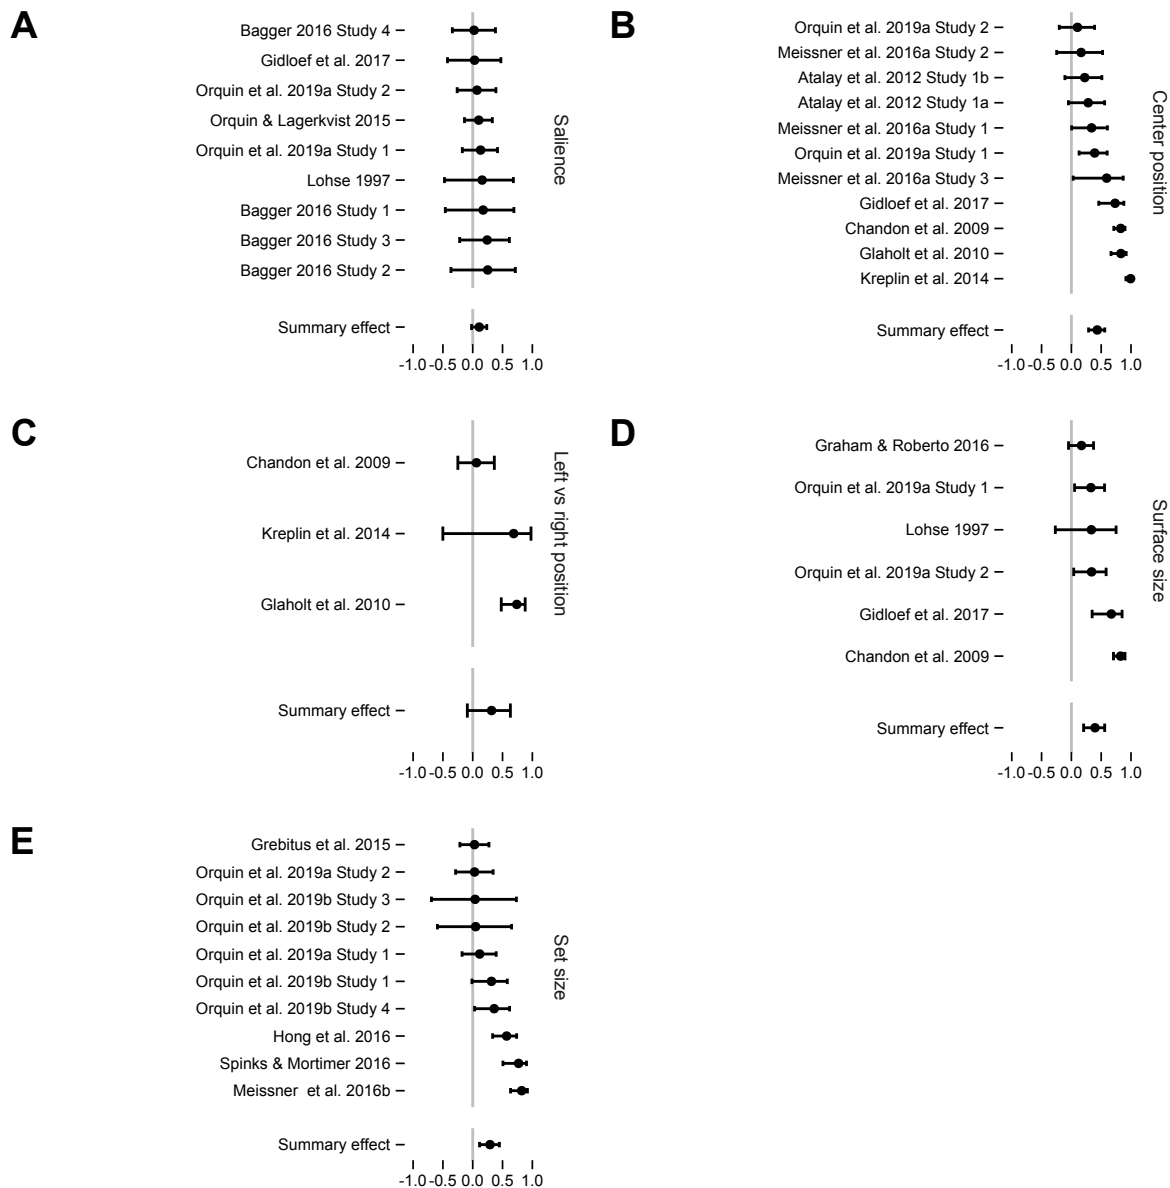 A
Bagger 2016 Study 4
Gidloef et al. 2017
Orquin et al. 2019a Study 2
Orquin & Lagerkvist 2015
Orquin et al. 2019a Study 1
Lohse 1997
Bagger 2016 Study 1
Bagger 2016 Study 3
Bagger 2016 Study 2
Summary effect
-1.0 -0.5 0.0 0.5 1.0
Salience
B
Orquin et al. 2019a Study 2
Meissner et al. 2016a Study 2
Atalay et al. 2012 Study 1b
Atalay et al. 2012 Study 1a
Meissner et al. 2016a Study 1
Orquin et al. 2019a Study 1
Meissner et al. 2016a Study 3
Gidloef et al. 2017
Chandon et al. 2009
Glaholt et al. 2010
Kreplin et al. 2014
Summary effect
-1.0 -0.5 0.0 0.5 1.0
Center position
C
Chandon et al. 2009
Kreplin et al. 2014
Glaholt et al. 2010
Summary effect
-1.0 -0.5 0.0 0.5 1.0
Left vs right position
D
Graham & Roberto 2016
Orquin et al. 2019a Study 1
Lohse 1997
Orquin et al. 2019a Study 2
Gidloef et al. 2017
Chandon et al. 2009
Summary effect
-1.0 -0.5 0.0 0.5 1.0
Surface size
E
Grebitus et al. 2015
Orquin et al. 2019a Study 2
Orquin et al. 2019b Study 3
Orquin et al. 2019b Study 2
Orquin et al. 2019a Study 1
Orquin et al. 2019b Study 1
Orquin et al. 2019b Study 4
Hong et al. 2016
Spinks & Mortimer 2016
Meissner  et al. 2016b
Summary effect
-1.0 -0.5 0.0 0.5 1.0
Set size